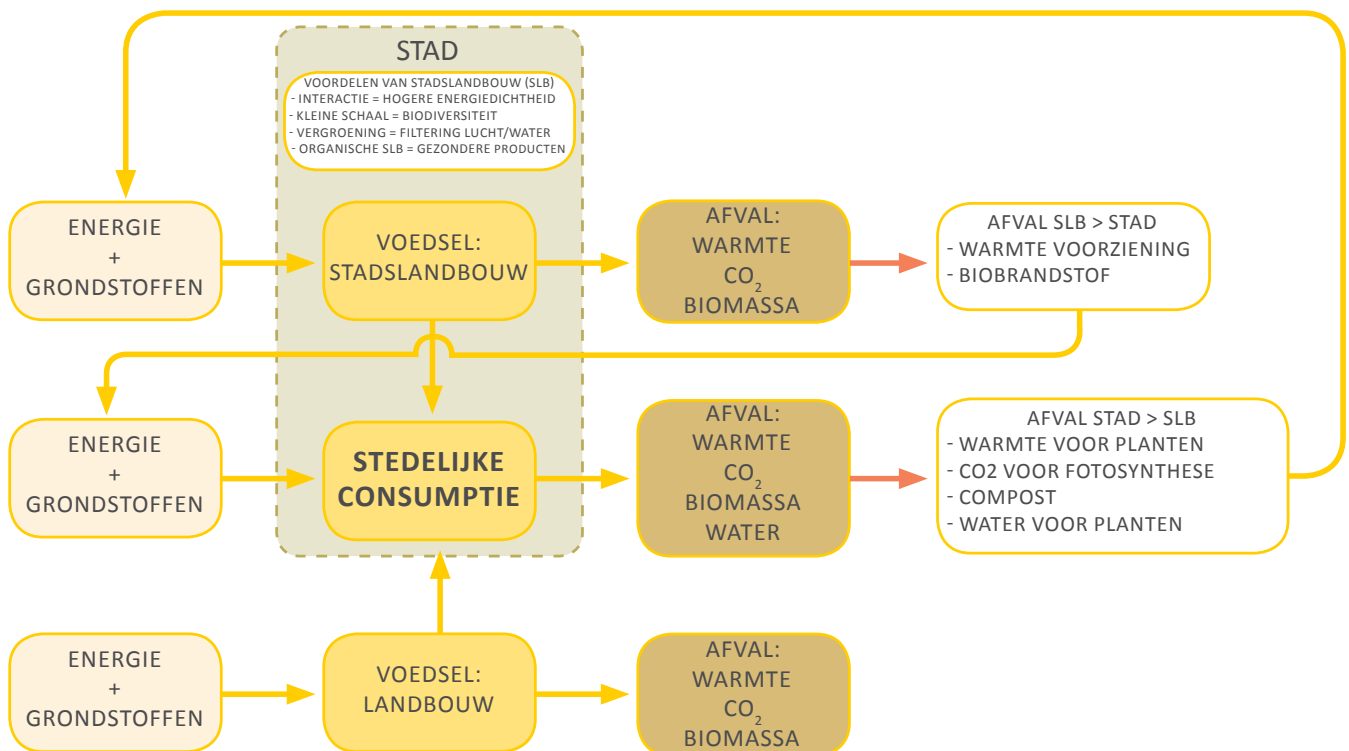 STAD
VOORDELEN VAN STADSLANDBOUW (SLB)
- INTERACTIE = HOGERE ENERGIEDICHTHEID
- KLEINE SCHAAL = BIODIVERSITEIT
- VERGROENING = FILTERING LUCHT/WATER
- ORGANISCHE SLB = GEZONDERE PRODUCTEN
ENERGIE
+
GRONDSTOFFEN
VOEDSEL:
STADSLANDBOUW
AFVAL:
WARMTE
CO₂
BIOMASSA
AFVAL SLB > STAD
- WARMTE VOORZIENING
- BIOBRANDSTOF
ENERGIE
+
GRONDSTOFFEN
STEDELIJKE
CONSUMPTIE
AFVAL:
WARMTE
CO₂
BIOMASSA
WATER
AFVAL STAD > SLB
- WARMTE VOOR PLANTEN
- CO2 VOOR FOTOSYNTHESE
- COMPOST
- WATER VOOR PLANTEN
ENERGIE
+
GRONDSTOFFEN
VOEDSEL:
LANDBOUW
AFVAL:
WARMTE
CO₂
BIOMASSA